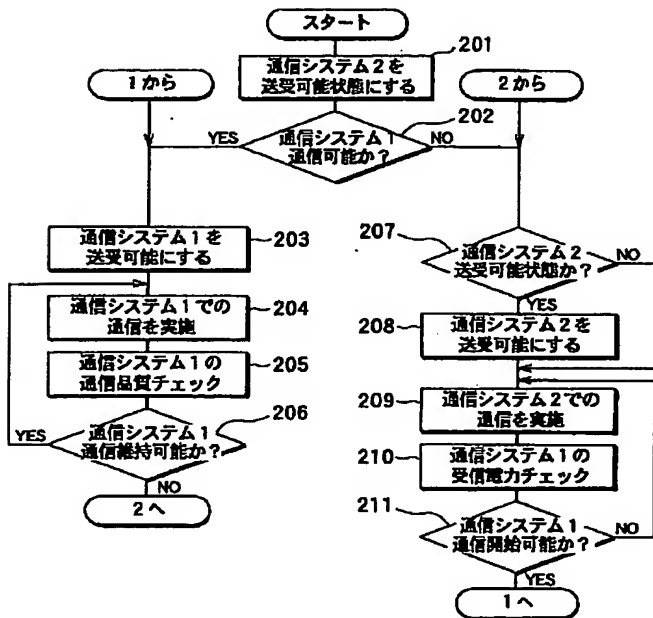 スタート
201
通信システム2を
送受可能状態にする
1から
2から
202
YES
通信システム1
通信可能か?
NO
通信システム1を
送受可能にする
203
通信システム1での
通信を実施
204
通信システム1の
通信品質チェック
205
206
YES
通信システム1
通信維持可能か?
NO
2へ
207
通信システム2
送受可能状態か?
NO
YES
208
通信システム2を
送受可能にする
209
通信システム2での
通信を実施
210
通信システム1の
受信電力チェック
211
通信システム1
通信開始可能か?
NO
YES
1へ